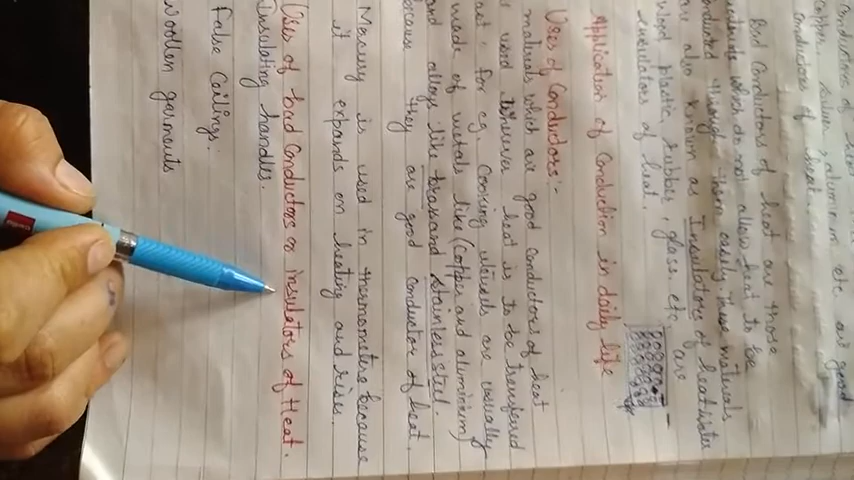 conductors of heat
copper, silver, aluminium etc are good
conductors of heat.
Bad Conductors of heat are those
materials which do not allow heat to be
conducted through them easily. These materials
are also known as Insulators of heat. Water
wood plastic, rubber, glass etc are
insulators of heat.
Application of Conduction in daily life
Uses of Conductors:-
materials which are good conductors of heat
used wherever heat is to be transferred
for eg. Cooking utensils are usually
made of metals like (copper and aluminium)
and alloys like brass and stainless steel.
because they are good conductor of heat.
Mercury is used in thermometers because
it expands on heating and rises.
Uses of bad Conductors or insulators of Heat.
Insulating handles.
False Ceilings:
Woollen garments